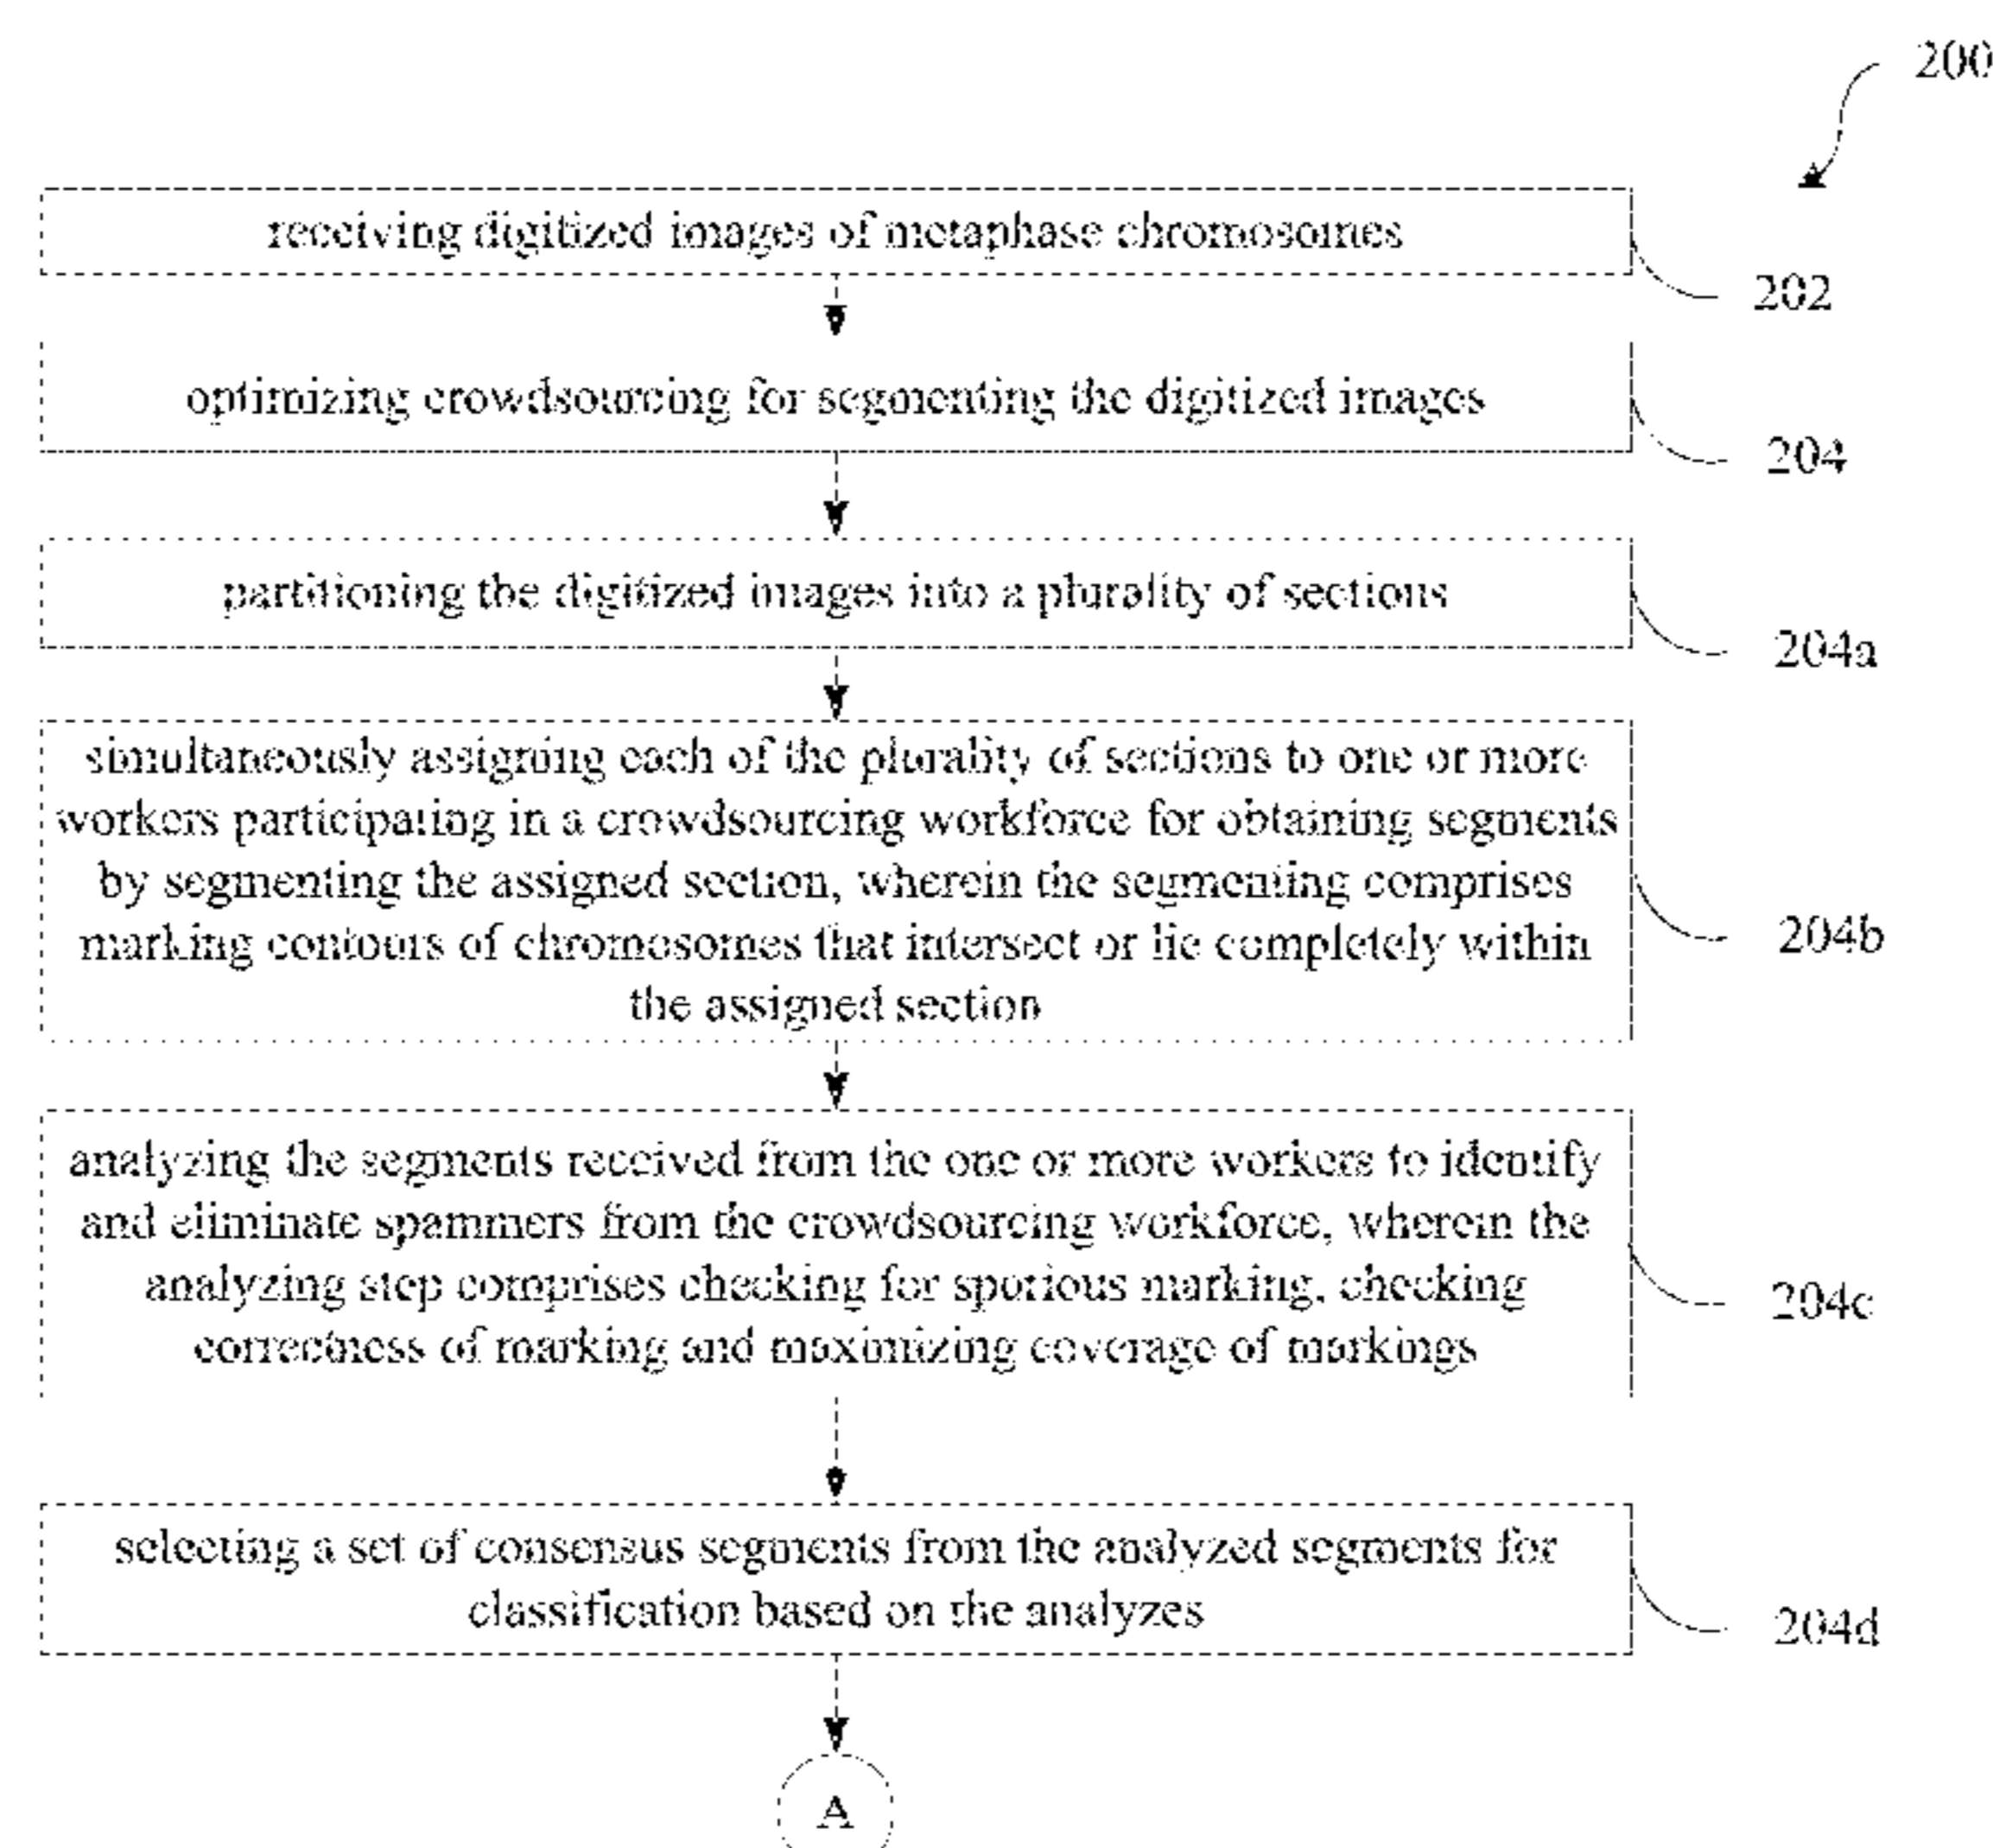 200
receiving digitized images of metaphase chromosomes
202
optimizing crowdsourcing for segmenting the digitized images
204
partitioning the digitized images into a plurality of sections
204a
simultaneously assigning each of the plurality of sections to one or more
workers participating in a crowdsourcing workforce for obtaining segments
by segmenting the assigned section, wherein the segmenting comprises
marking contours of chromosomes that intersect or lie completely within
the assigned section
204b
analyzing the segments received from the one or more workers to identify
and eliminate spammers from the crowdsourcing workforce, wherein the
analyzing step comprises checking for spurious marking, checking
correctness of marking and maximizing coverage of markings
204c
selecting a set of consensus segments from the analyzed segments for
classification based on the analyzes
204d
A